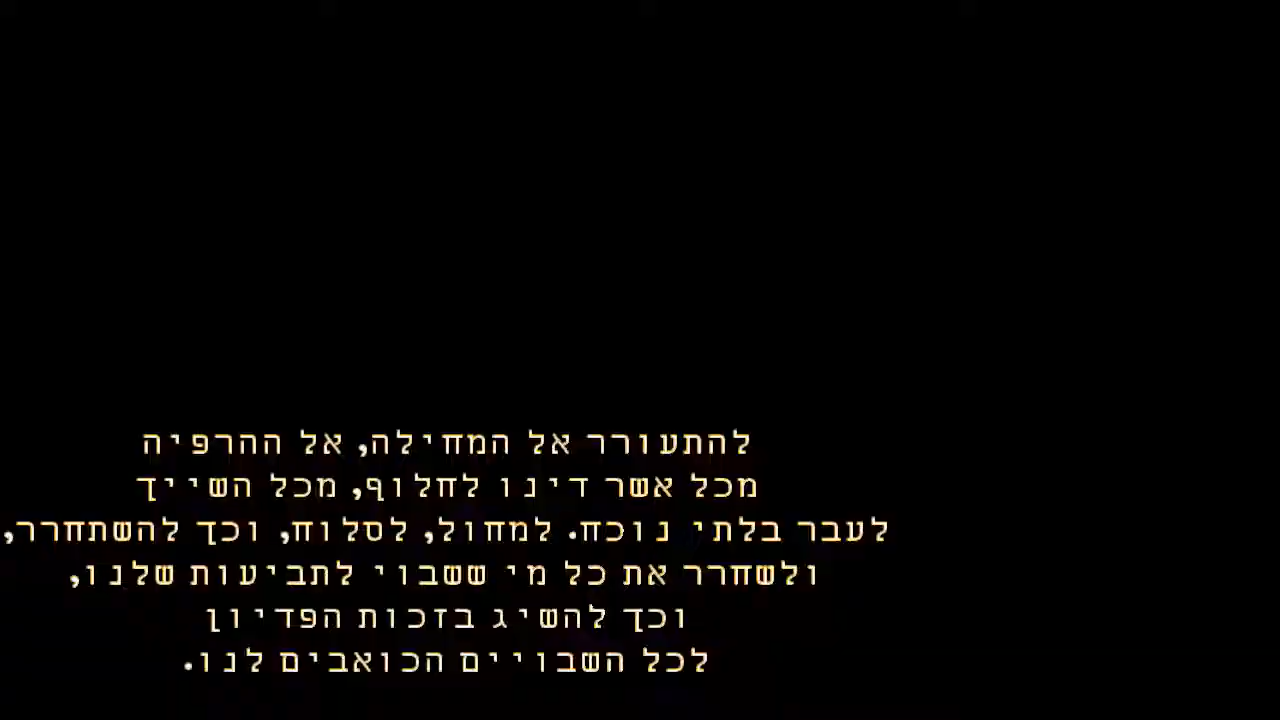 להתעורר אל המחילה, אל ההרפיה
מכל אשר דינו לחלוף, מכל השייך
לעבר בלתי נוכח. למחול, לסלוח, וכך להשתחרר,
ולשחרר את כל מי ששבוי לתביעות שלנו,
וכך להשיג בזכות הפדיון
לכל השבויים הכואבים לנו.